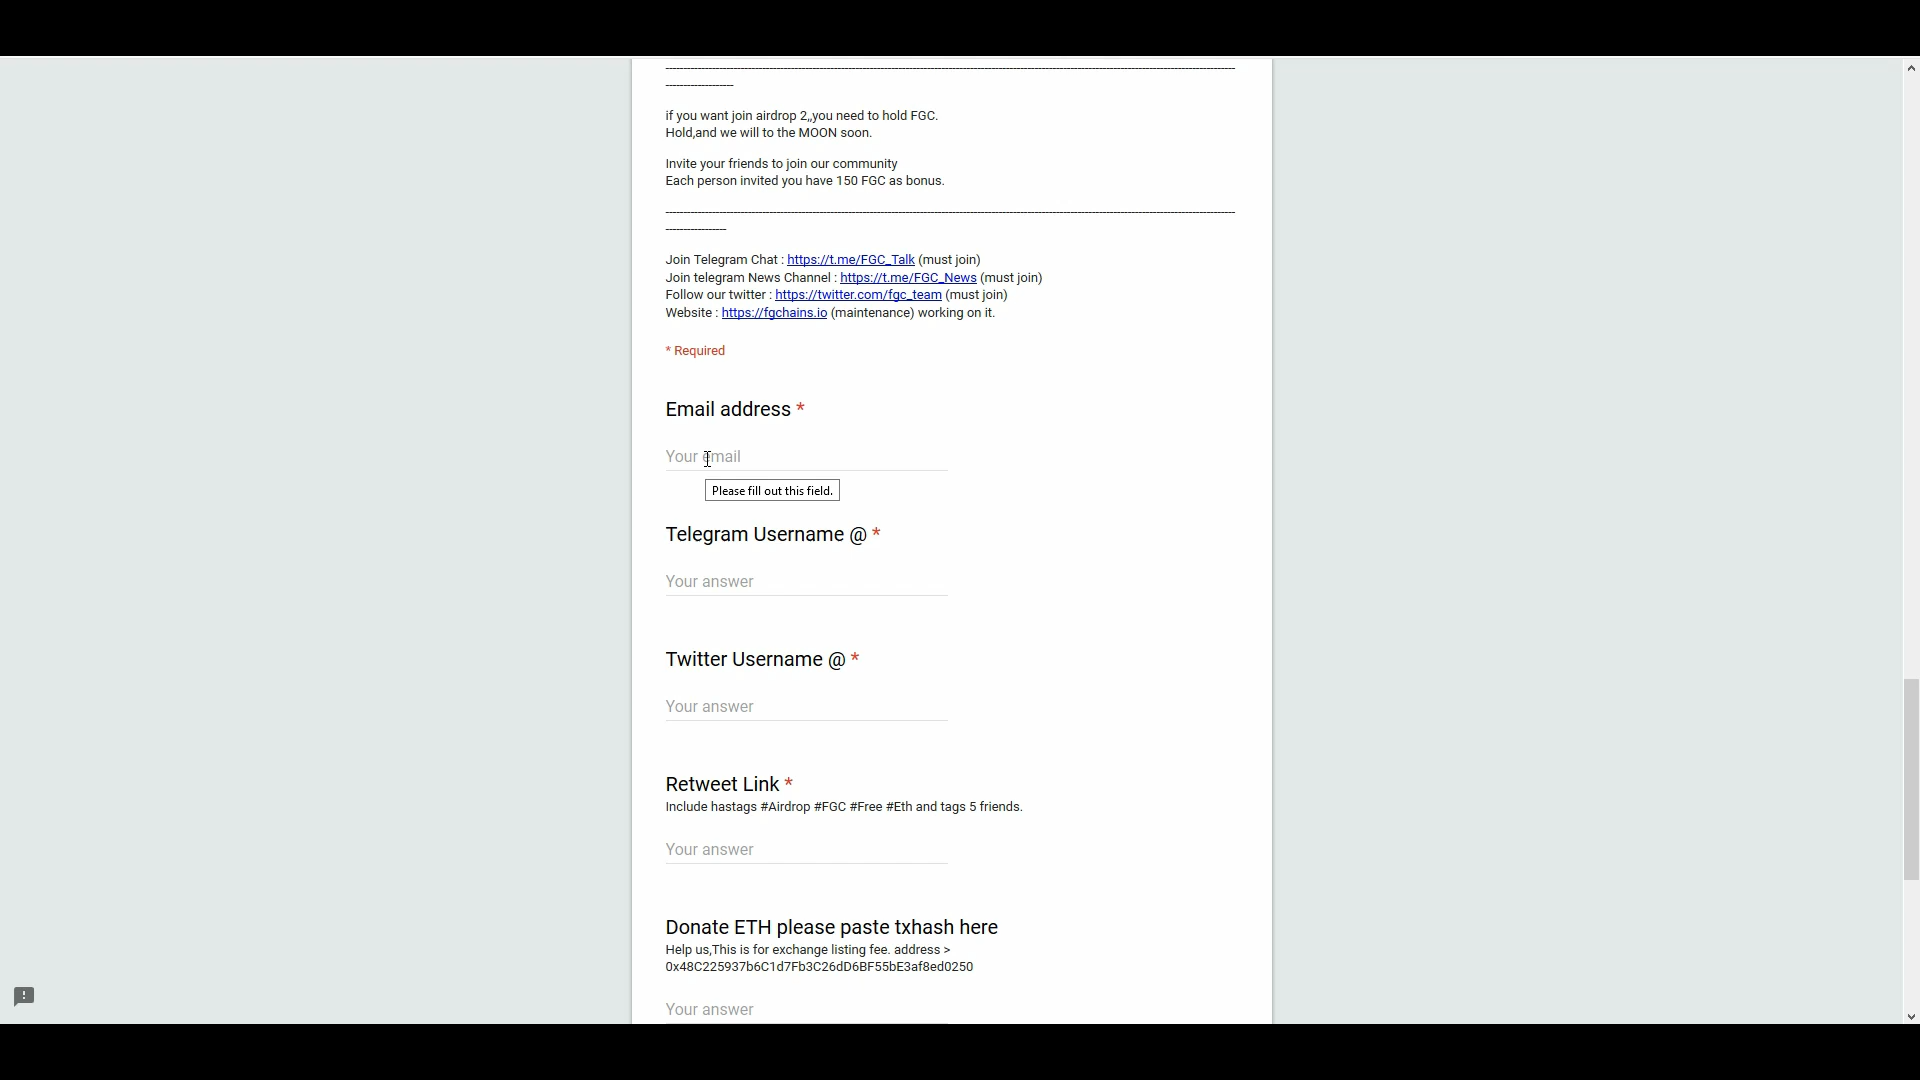 if you want join airdrop 2,,you need to hold FGC.
Hold,and we will to the MOON soon.
Invite your friends to join our community
Each person invited you have 150 FGC as bonus.
Join Telegram Chat : https://t.me/FGC_Talk (must join)
Join telegram News Channel : https://t.me/FGC_News (must join)
Follow our twitter : https://twitter.com/fgc_team (must join)
Website : https://fgchains.io (maintenance) working on it.
* Required
Email address *
Your email
Please fill out this field.
Telegram Username @ *
Your answer
Twitter Username @ *
Your answer
Retweet Link *
Include hastags #Airdrop #FGC #Free #Eth and tags 5 friends.
Your answer
Donate ETH please paste txhash here
Help us,This is for exchange listing fee. address >
0x48C225937b6C1d7Fb3C26dD6BF55bE3af8ed0250
Your answer